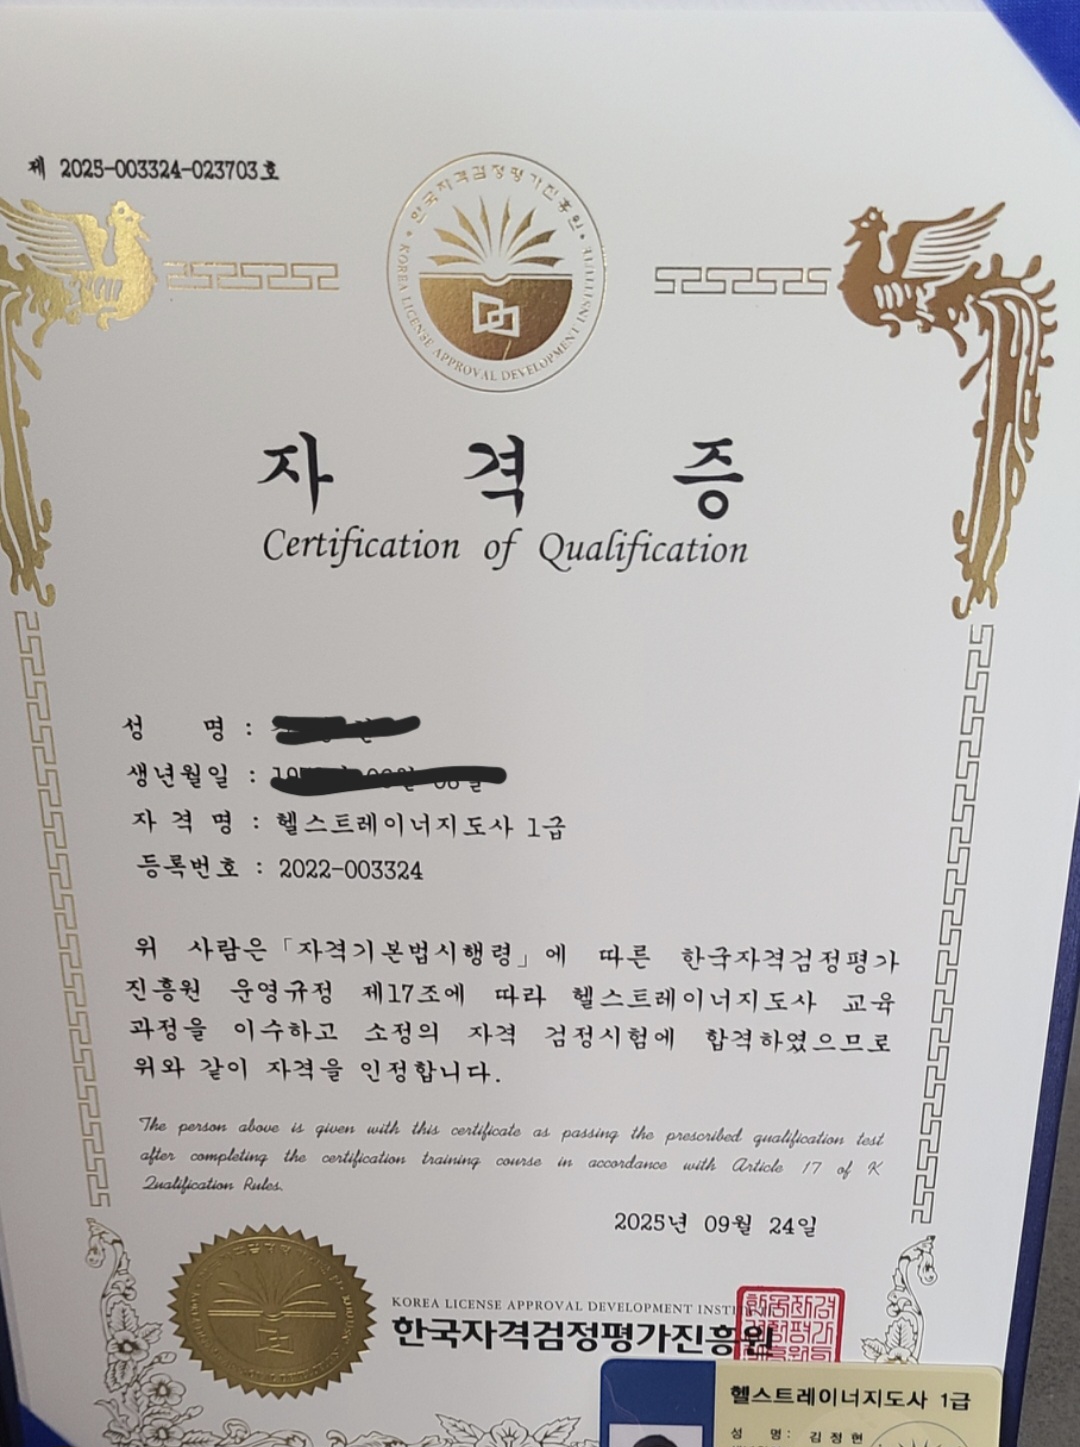 제 2025-003324-023703호
한국자격검정평가진흥원
KOREA LICENSE APPROVAL DEVELOPMENT INSTITUTE
자 격 증
Certification of Qualification
성 명 :
생년월일 :
자 격 명 : 헬스트레이너지도사 1급
등록번호 : 2022-003324
위 사람은「자격기본법시행령」에 따른 한국자격검정평가
진흥원 운영규정 제17조에 따라 헬스트레이너지도사 교육
과정을 이수하고 소정의 자격 검정시험에 합격하였으므로
위와 같이 자격을 인정합니다.
The person above is given with this certificate as passing the prescribed qualification test
after completing the certification training course in accordance with Article 17 of K
Qualification Rules.
2025년 09월 24일
KOREA LICENSE APPROVAL DEVELOPMENT
한국자격검정평가진흥원
헬스트레이너지도사 1급
성 명: 김정현